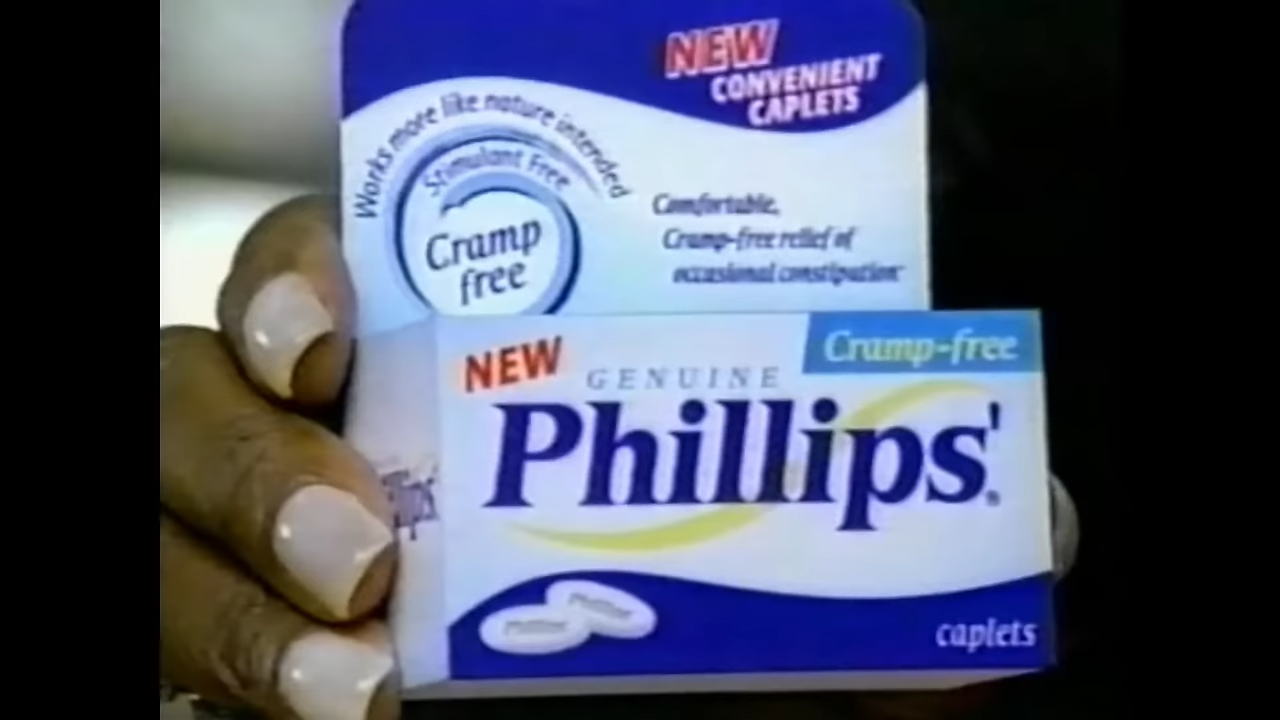 NEW
CONVENIENT
CAPLETS
Works more like nature intended
Stimulant Free
Cramp
free
Comfortable,
Cramp-free relief of
occasional constipation
Cramp-free
NEW
GENUINE
Phillips'
caplets